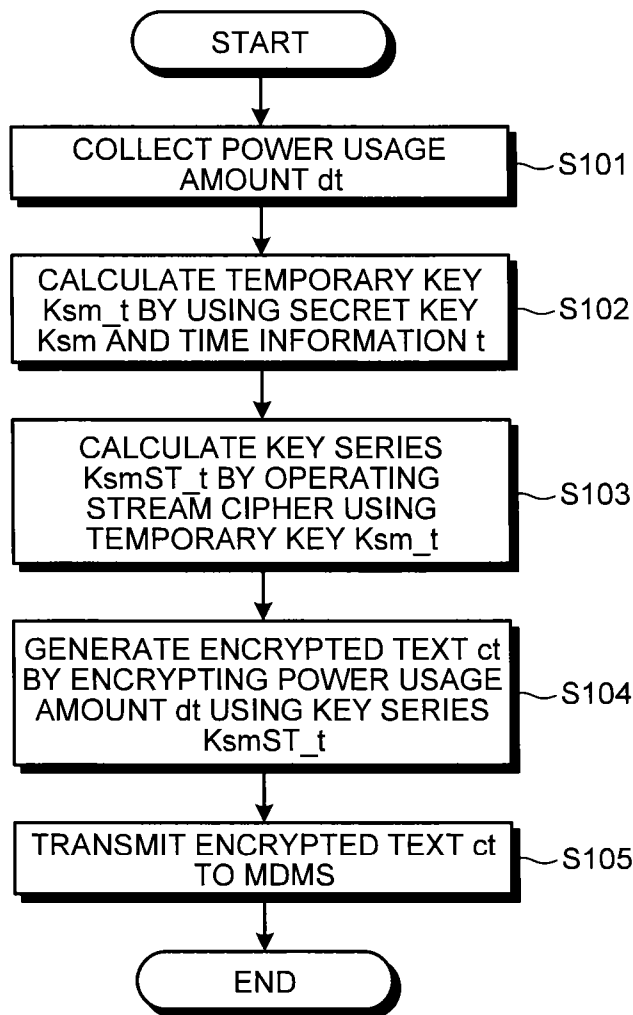 START
COLLECT POWER USAGE
AMOUNT dt
S101
CALCULATE TEMPORARY KEY
Ksm_t BY USING SECRET KEY
Ksm AND TIME INFORMATION t
S102
CALCULATE KEY SERIES
KsmST_t BY OPERATING
STREAM CIPHER USING
TEMPORARY KEY Ksm_t
S103
GENERATE ENCRYPTED TEXT ct
BY ENCRYPTING POWER USAGE
AMOUNT dt USING KEY SERIES
KsmST_t
S104
TRANSMIT ENCRYPTED TEXT ct
TO MDMS
S105
END